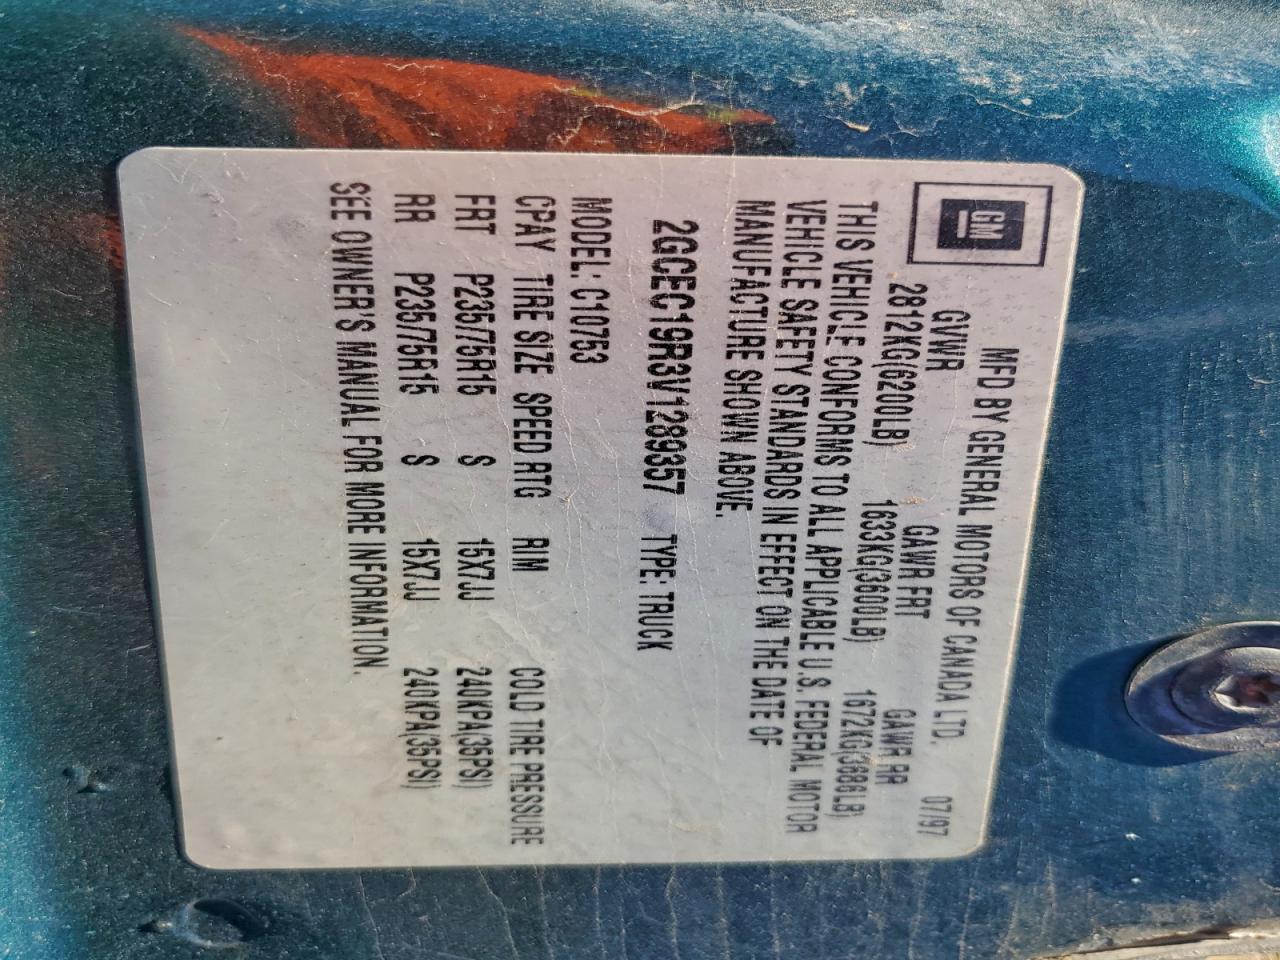 GM
MFD BY GENERAL MOTORS OF CANADA LTD. 07/97
GVWR GAWR FRT GAWR RR
2812KG(6200LB) 1633KG(3600LB) 1672KG(3686LB)
THIS VEHICLE CONFORMS TO ALL APPLICABLE U.S. FEDERAL MOTOR
VEHICLE SAFETY STANDARDS IN EFFECT ON THE DATE OF
MANUFACTURE SHOWN ABOVE.
2GCEC19R3V1289357 TYPE: TRUCK
MODEL: C10753
CPAY TIRE SIZE SPEED RTG RIM COLD TIRE PRESSURE
FRT P235/75R15 S 15X7JJ 240KPA(35PSI)
RR P235/75R15 S 15X7JJ 240KPA(35PSI)
SEE OWNER'S MANUAL FOR MORE INFORMATION.